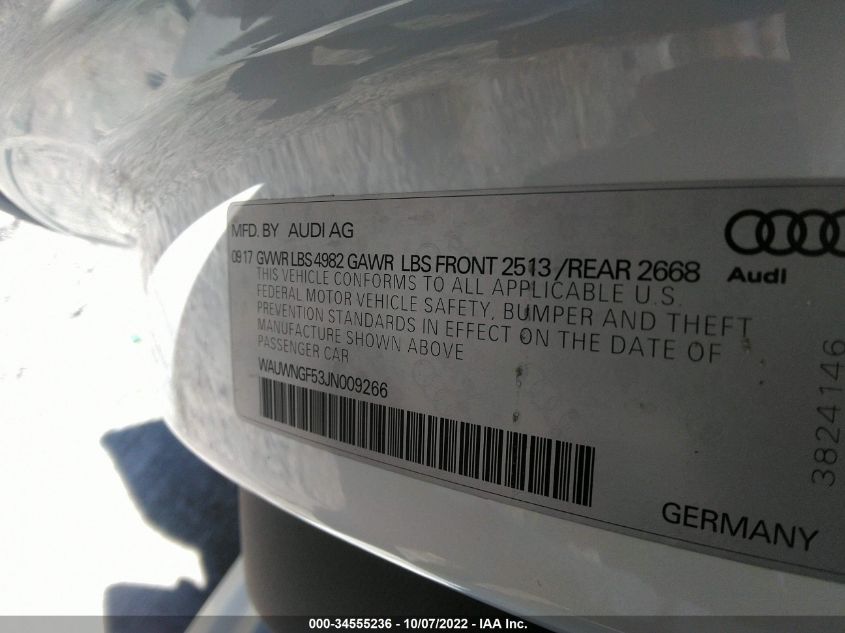 MFD. BY AUDI AG
09 17 GVWR LBS 4982 GAWR LBS FRONT 2513 /REAR 2668
THIS VEHICLE CONFORMS TO ALL APPLICABLE U.S.
FEDERAL MOTOR VEHICLE SAFETY, BUMPER AND THEFT
PREVENTION STANDARDS IN EFFECT ON THE DATE OF
MANUFACTURE SHOWN ABOVE
PASSENGER CAR
WAUWNGF53JN009266
Audi
3824146
GERMANY
000-34555236 - 10/07/2022 - IAA Inc.